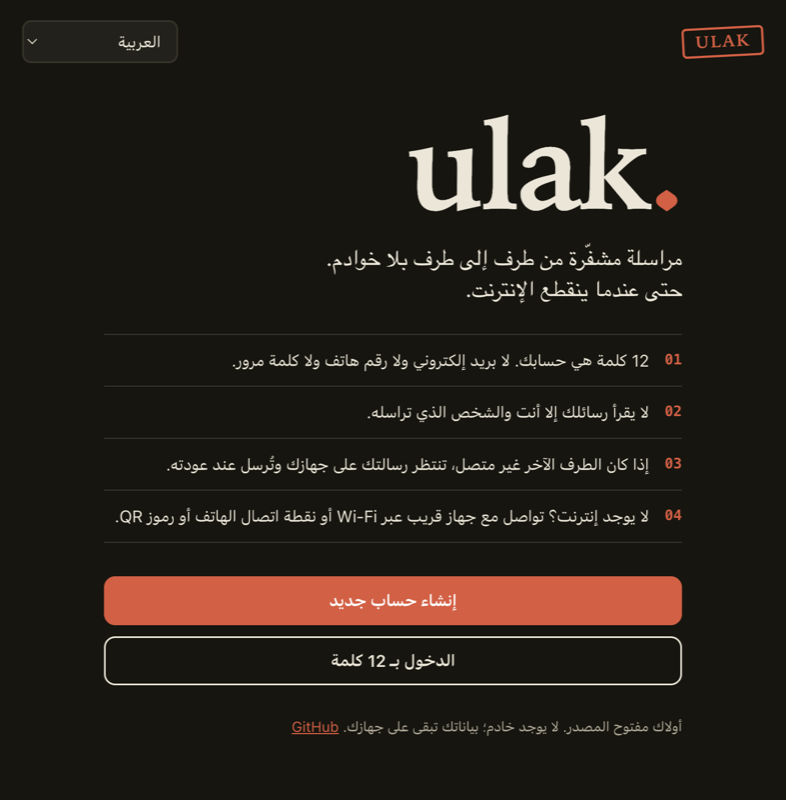 ULAK
العربية
ulak.
مراسلة مشفّرة من طرف إلى طرف بلا خوادم.
حتى عندما ينقطع الإنترنت.
01 12 كلمة هي حسابك. لا بريد إلكتروني ولا رقم هاتف ولا كلمة مرور.
02 لا يقرأ رسائلك إلا أنت والشخص الذي تراسله.
03 إذا كان الطرف الآخر غير متصل، تنتظر رسالتك على جهازك وتُرسل عند عودته.
04 لا يوجد إنترنت؟ تواصل مع جهاز قريب عبر Wi-Fi أو نقطة اتصال الهاتف أو رموز QR.
إنشاء حساب جديد
الدخول بـ 12 كلمة
أولاك مفتوح المصدر. لا يوجد خادم؛ بياناتك تبقى على جهازك. GitHub